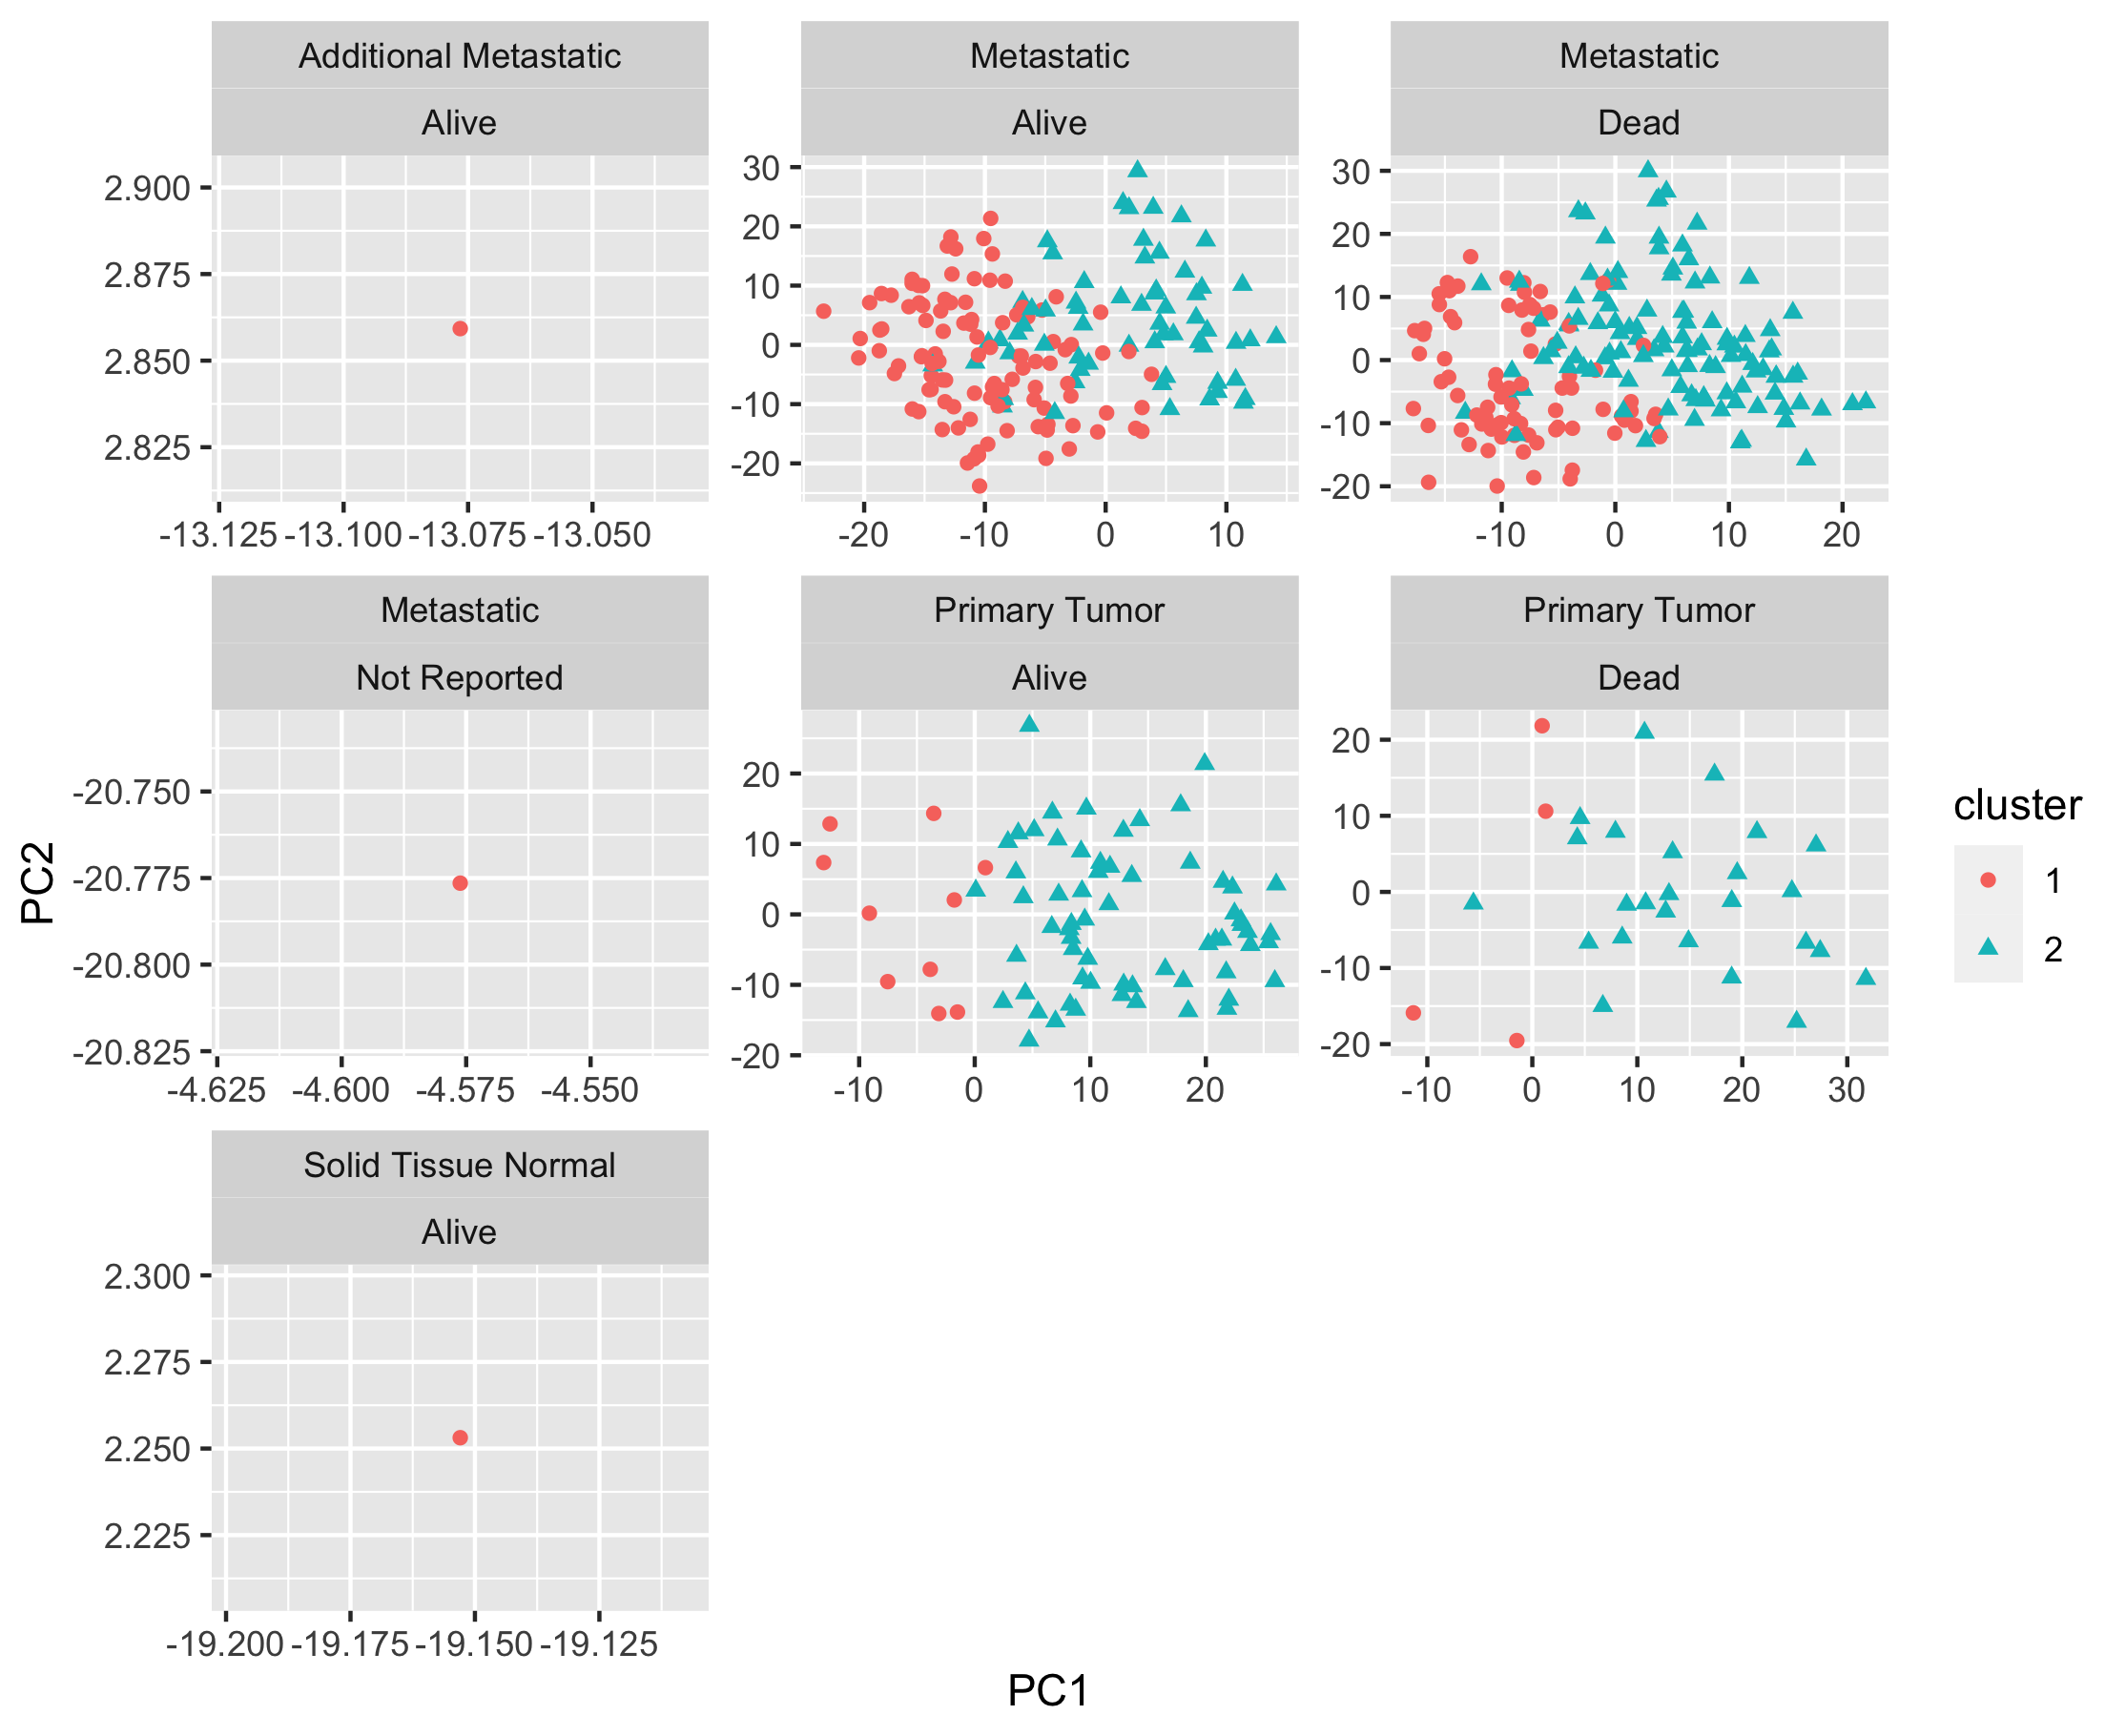 Additional Metastatic
Alive
2.900
2.875
2.850
2.825
-13.125 -13.100 -13.075 -13.050
Metastatic
Alive
30
20
10
0
-10
-20
-20 -10 0 10
Metastatic
Dead
30
20
10
0
-10
-20
-10 0 10 20
Metastatic
Not Reported
-20.750
-20.775
-20.800
-20.825
-4.625 -4.600 -4.575 -4.550
Primary Tumor
Alive
20
10
0
-10
-20
-10 0 10 20
Primary Tumor
Dead
20
10
0
-10
-20
-10 0 10 20 30
Solid Tissue Normal
Alive
2.300
2.275
2.250
2.225
-19.200 -19.175 -19.150 -19.125
PC2
PC1
cluster
1
2